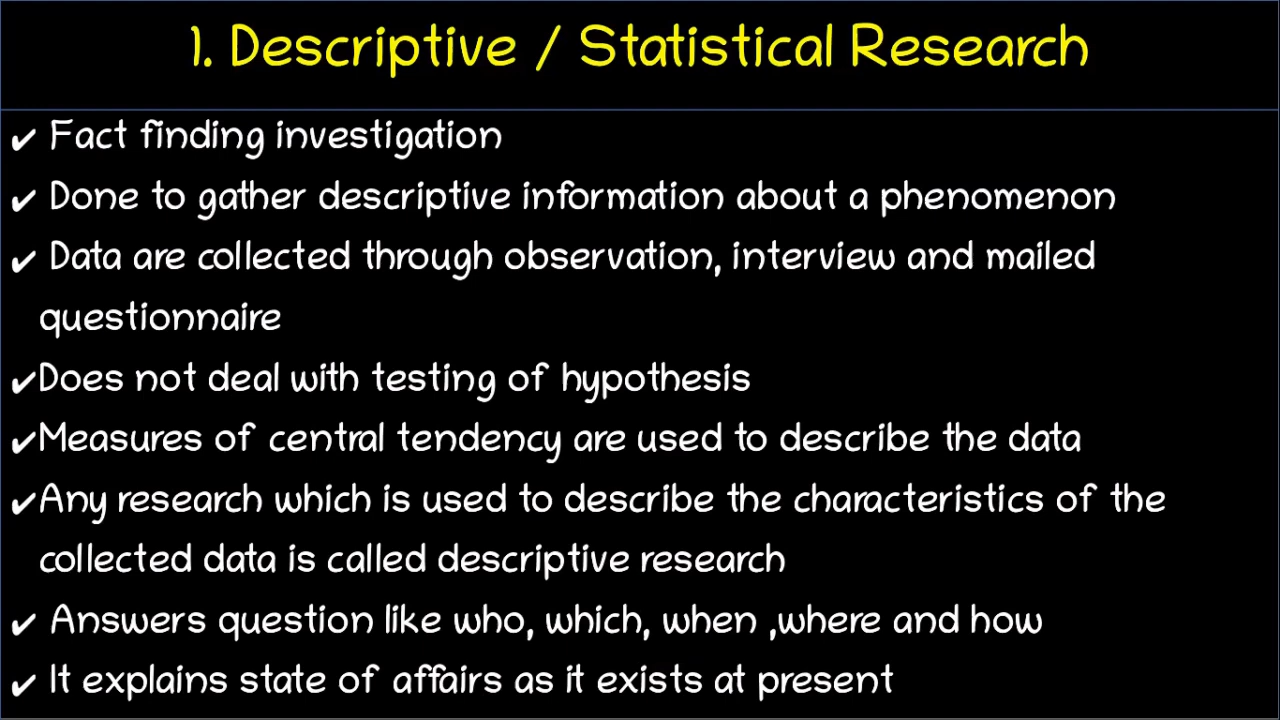 1. Descriptive / Statistical Research
✔ Fact finding investigation
✔ Done to gather descriptive information about a phenomenon
✔ Data are collected through observation, interview and mailed
questionnaire
✔Does not deal with testing of hypothesis
✔Measures of central tendency are used to describe the data
✔Any research which is used to describe the characteristics of the
collected data is called descriptive research
✔ Answers question like who, which, when ,where and how
✔ It explains state of affairs as it exists at present